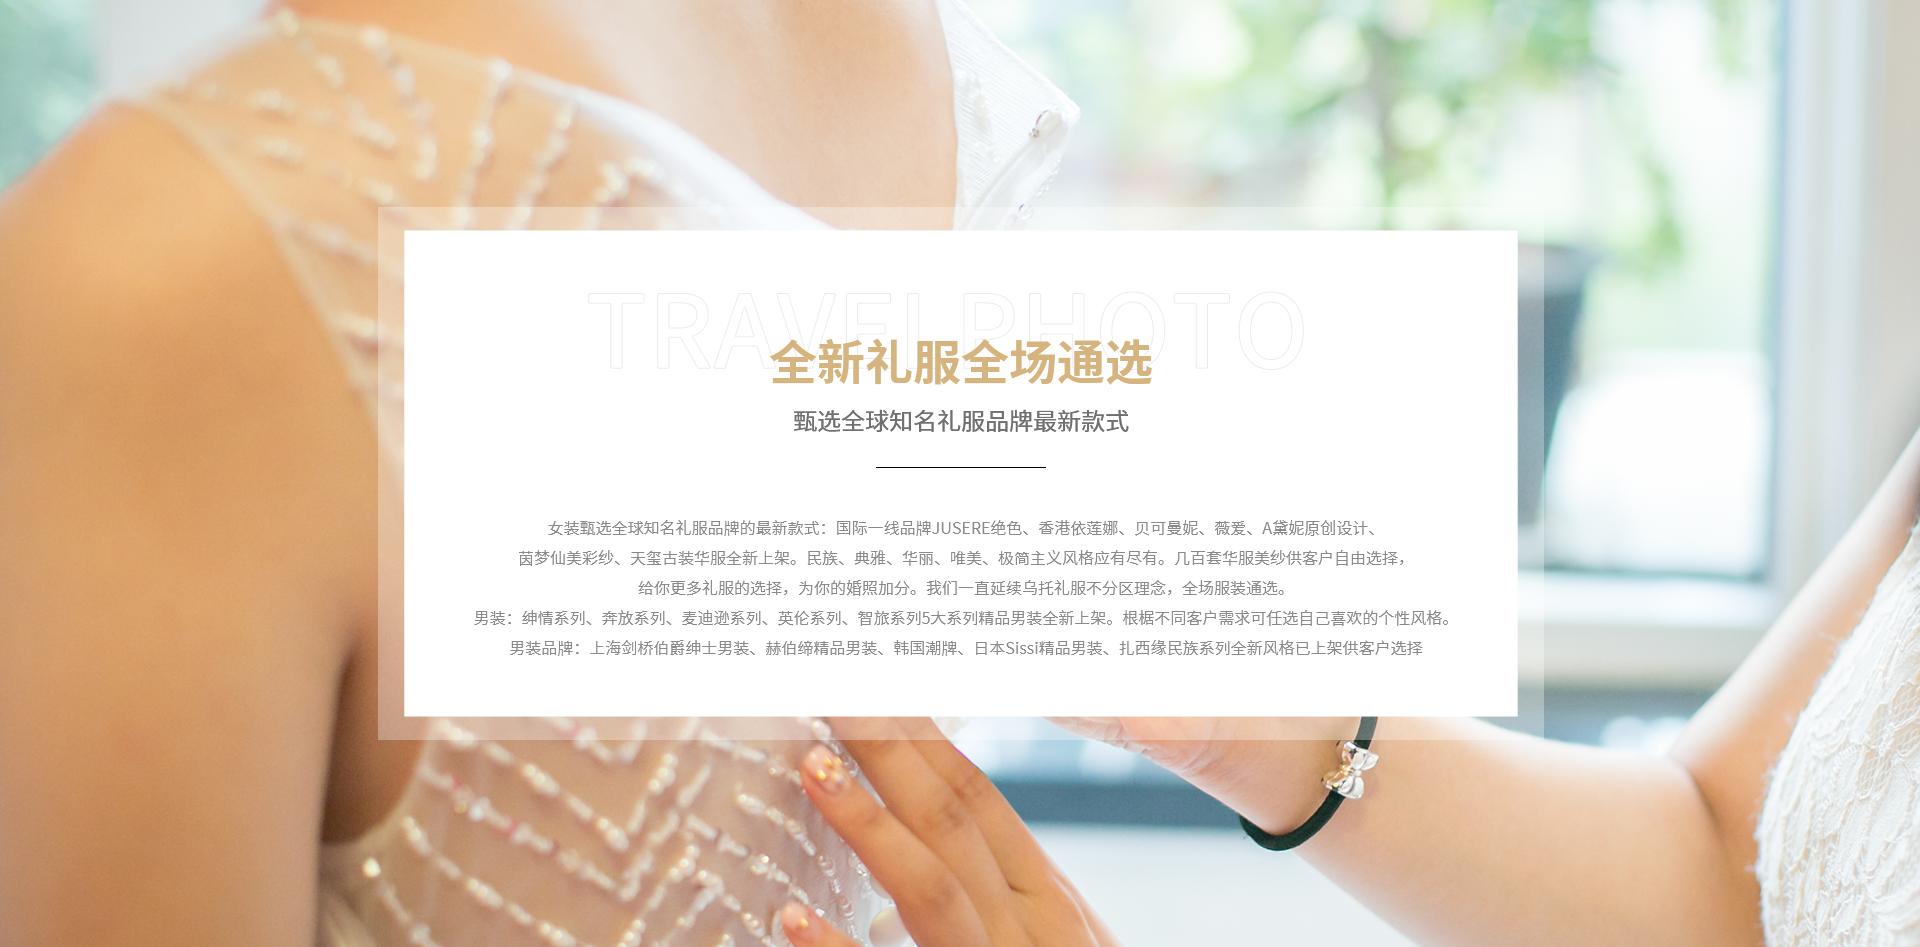 TRAVEL PHOTO
全新礼服全场通选
甄选全球知名礼服品牌最新款式
女装甄选全球知名礼服品牌的最新款式：国际一线品牌JUSERE绝色、香港依莲娜、贝可曼妮、薇爱、A黛妮原创设计、
茵梦仙美彩纱、天玺古装华服全新上架。民族、典雅、华丽、唯美、极简主义风格应有尽有。几百套华服美纱供客户自由选择，
给你更多礼服的选择，为你的婚照加分。我们一直延续乌托礼服不分区理念，全场服装通选。
男装：绅情系列、奔放系列、麦迪逊系列、英伦系列、智旅系列5大系列精品男装全新上架。根椐不同客户需求可任选自己喜欢的个性风格。
男装品牌：上海剑桥伯爵绅士男装、赫伯缔精品男装、韩国潮牌、日本Sissi精品男装、扎西缘民族系列全新风格已上架供客户选择